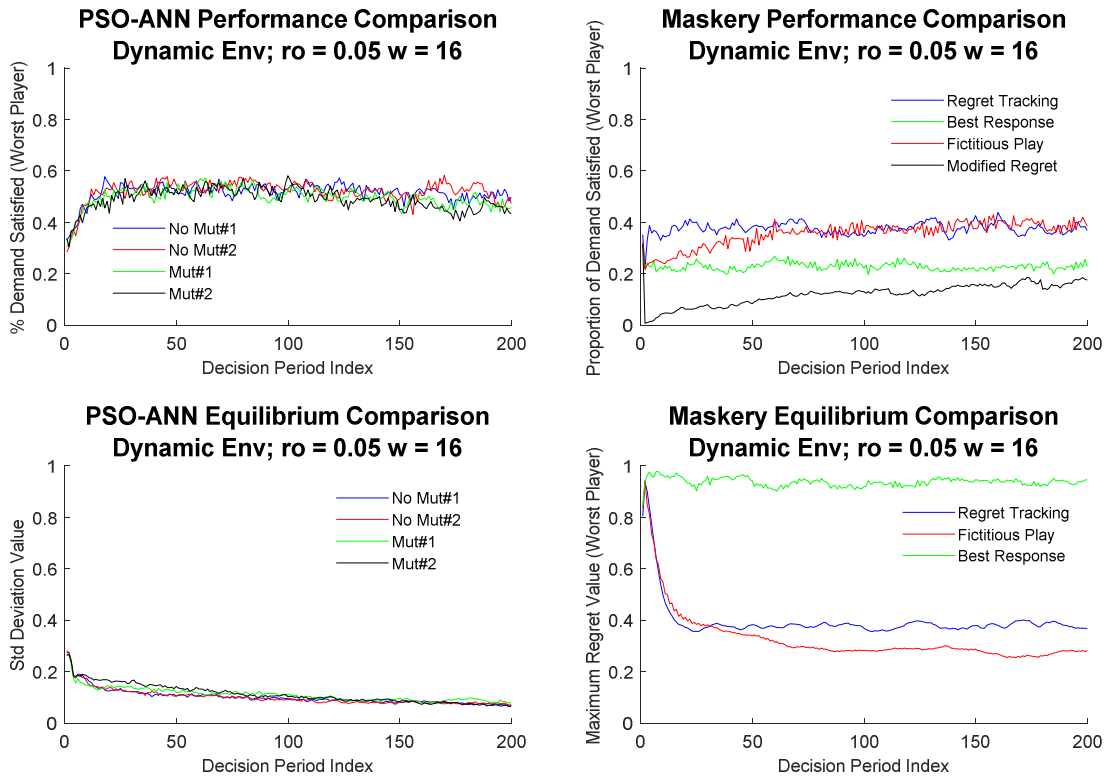 PSO-ANN Performance Comparison
Dynamic Env; ro = 0.05 w = 16
% Demand Satisfied (Worst Player)
1
0.8
0.6
0.4
0.2
0
No Mut#1
No Mut#2
Mut#1
Mut#2
0 50 100 150 200
Decision Period Index
Maskery Performance Comparison
Dynamic Env; ro = 0.05 w = 16
Proportion of Demand Satisfied (Worst Player)
1
0.8
0.6
0.4
0.2
0
Regret Tracking
Best Response
Fictitious Play
Modified Regret
0 50 100 150 200
Decision Period Index
PSO-ANN Equilibrium Comparison
Dynamic Env; ro = 0.05 w = 16
Std Deviation Value
1
0.8
0.6
0.4
0.2
0
No Mut#1
No Mut#2
Mut#1
Mut#2
0 50 100 150 200
Decision Period Index
Maskery Equilibrium Comparison
Dynamic Env; ro = 0.05 w = 16
Maximum Regret Value (Worst Player)
1
0.8
0.6
0.4
0.2
0
Regret Tracking
Fictitious Play
Best Response
0 50 100 150 200
Decision Period Index